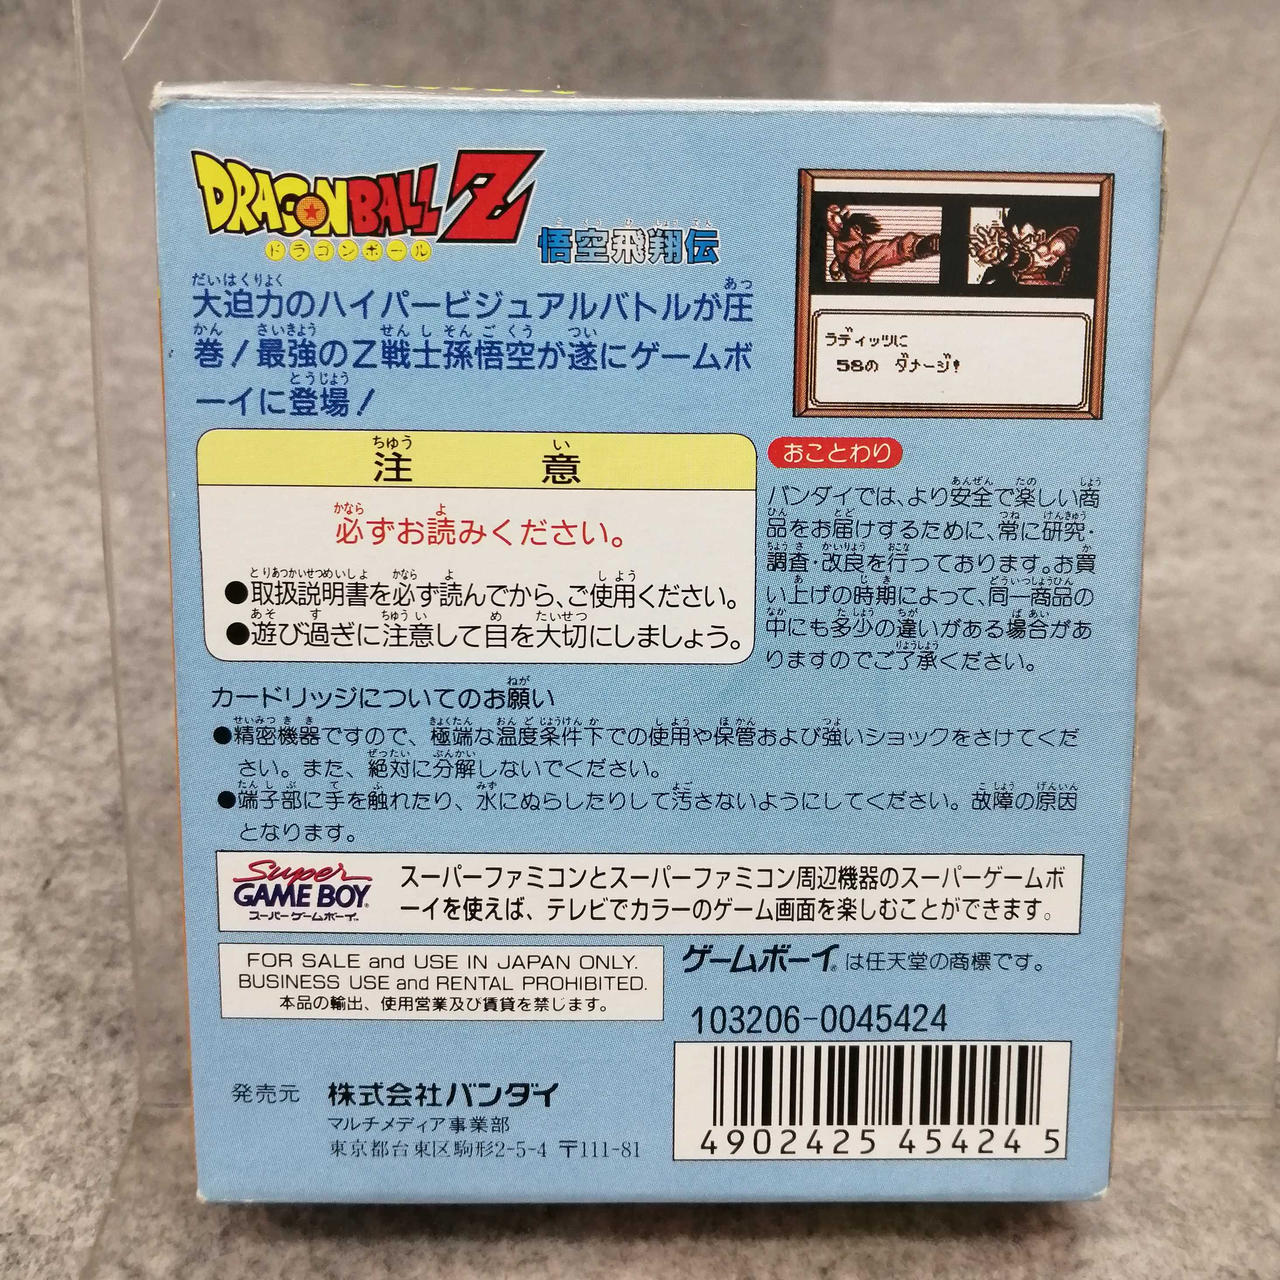 DRAGON BALL Z
ドラゴンボール
悟空飛翔伝
大迫力のハイパービジュアルバトルが圧
巻!最強のZ戦士孫悟空が遂にゲームボ
ーイに登場!
ラディッツに
58の ダメージ!
注意
必ずお読みください。
●取扱説明書を必ず読んでから、ご使用ください。
●遊び過ぎに注意して目を大切にしましょう。
おことわり
バンダイでは、より安全で楽しい商
品をお届けするために、常に研究・
調査・改良を行っております。お買
い上げの時期によって、同一商品の
中にも多少の違いがある場合があ
りますのでご了承ください。
カードリッジについてのお願い
●精密機器ですので、極端な温度条件下での使用や保管および強いショックをさけてくだ
さい。また、絶対に分解しないでください。
●端子部に手を触れたり、水にぬらしたりして汚さないようにしてください。故障の原因
となります。
Super GAME BOY
スーパーゲームボーイ
スーパーファミコンとスーパーファミコン周辺機器のスーパーゲームボ
ーイを使えば、テレビでカラーのゲーム画面を楽しむことができます。
FOR SALE and USE IN JAPAN ONLY.
BUSINESS USE and RENTAL PROHIBITED.
本品の輸出、使用営業及び賃貸を禁じます。
ゲームボーイ®は任天堂の商標です。
103206-0045424
発売元 株式会社バンダイ
マルチメディア事業部
東京都台東区駒形2-5-4 〒111-81
4902425 454245